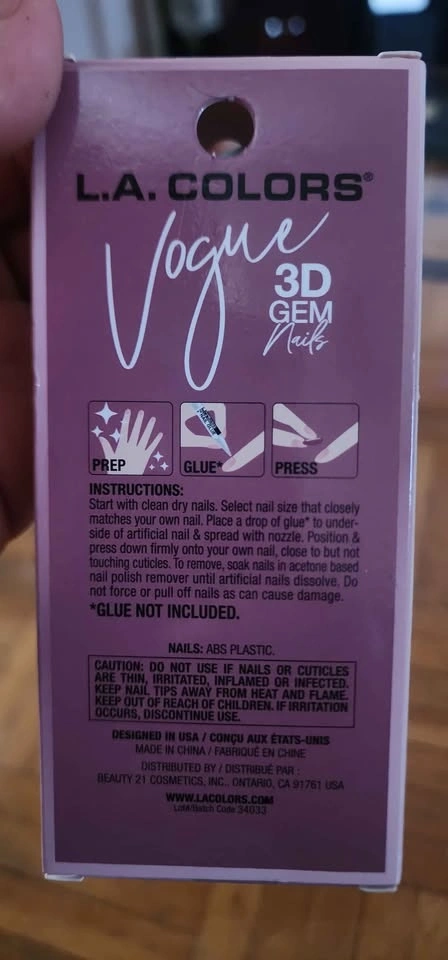 L.A. COLORS®
Vogue
3D
GEM
Nails
PREP
GLUE*
PRESS
INSTRUCTIONS:
Start with clean dry nails. Select nail size that closely
matches your own nail. Place a drop of glue* to under-
side of artificial nail & spread with nozzle. Position &
press down firmly onto your own nail, close to but not
touching cuticles. To remove, soak nails in acetone based
nail polish remover until artificial nails dissolve. Do
not force or pull off nails as can cause damage.
*GLUE NOT INCLUDED.
NAILS: ABS PLASTIC.
CAUTION: DO NOT USE IF NAILS OR CUTICLES
ARE THIN, IRRITATED, INFLAMED OR INFECTED.
KEEP NAIL TIPS AWAY FROM HEAT AND FLAME.
KEEP OUT OF REACH OF CHILDREN. IF IRRITATION
OCCURS, DISCONTINUE USE.
DESIGNED IN USA / CONÇU AUX ÉTATS-UNIS
MADE IN CHINA / FABRIQUÉ EN CHINE
DISTRIBUTED BY / DISTRIBUÉ PAR :
BEAUTY 21 COSMETICS, INC., ONTARIO, CA 91761 USA
WWW.LACOLORS.COM
Lote/Batch Code 34033